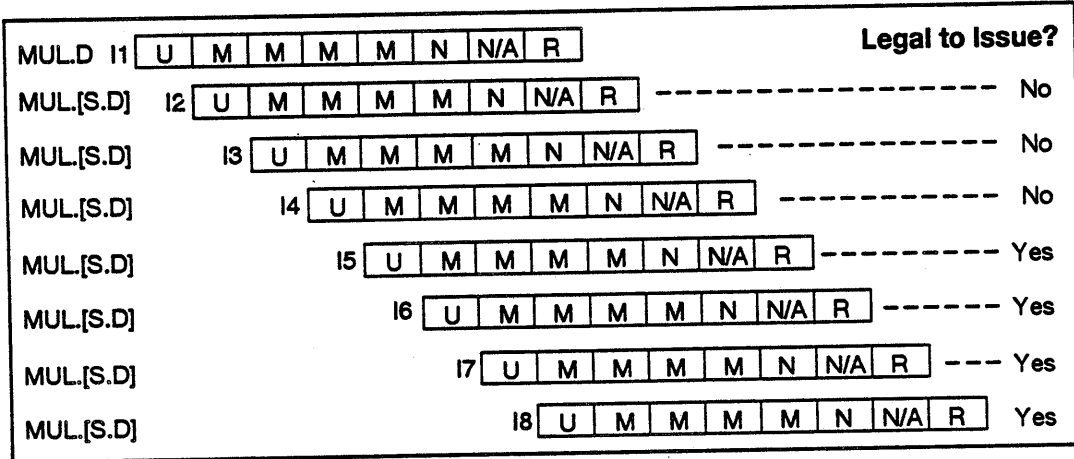 Legal to Issue?
MUL.D I1 U M M M M N N/A R
MUL.[S.D] I2 U M M M M N N/A R No
MUL.[S.D] I3 U M M M M N N/A R No
MUL.[S.D] I4 U M M M M N N/A R No
MUL.[S.D] I5 U M M M M N N/A R Yes
MUL.[S.D] I6 U M M M M N N/A R Yes
MUL.[S.D] I7 U M M M M N N/A R Yes
MUL.[S.D] I8 U M M M M N N/A R Yes